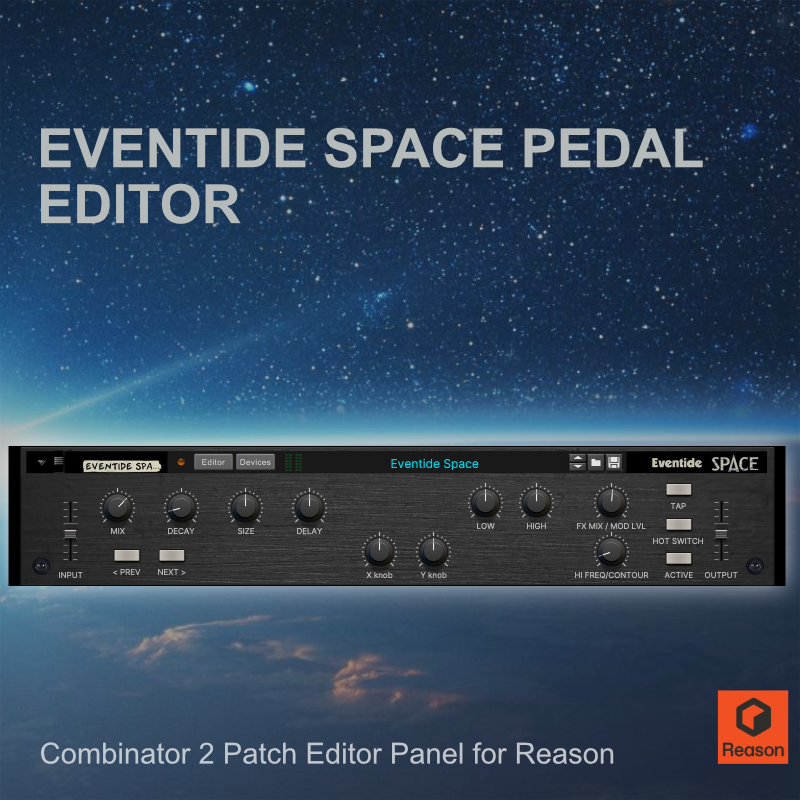 EVENTIDE SPACE PEDAL
EDITOR
EVENTIDE SPA...
Editor
Devices
Eventide Space
Eventide SPACE
MIX
DECAY
SIZE
DELAY
LOW
HIGH
FX MIX / MOD LVL
TAP
HOT SWITCH
INPUT
< PREV
NEXT >
X knob
Y knob
HI FREQ/CONTOUR
ACTIVE
OUTPUT
Combinator 2 Patch Editor Panel for Reason
Reason